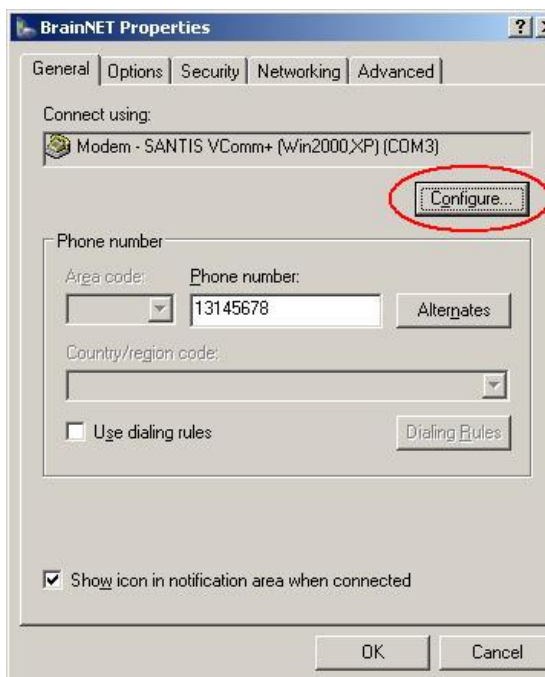 BrainNET Properties
General Options Security Networking Advanced
Connect using:
Modem - SANTIS VComm+ (Win2000,XP) (COM3)
Configure...
Phone number
Area code: Phone number:
13145678 Alternates
Country/region code:
Use dialing rules Dialing Rules
Show icon in notification area when connected
OK Cancel